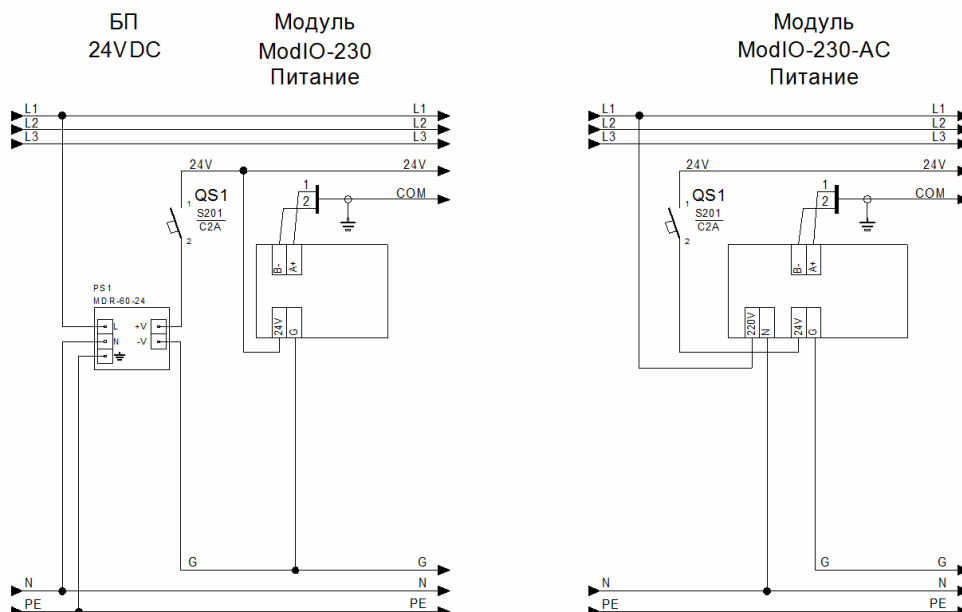 БП
24VDC
Модуль
ModIO-230
Питание
Модуль
ModIO-230-AC
Питание
L1 L1
L2 L2
L3 L3
24V 24V
COM
QS1
S201
C2A
1
2
1
2
B-
A+
24V
G
PS1
MDR-60-24
L +V
N -V
G G
N N
PE PE
L1 L1
L2 L2
L3 L3
24V 24V
COM
QS1
S201
C2A
1
2
1
2
B-
A+
220V
N
24V
G
G G
N N
PE PE